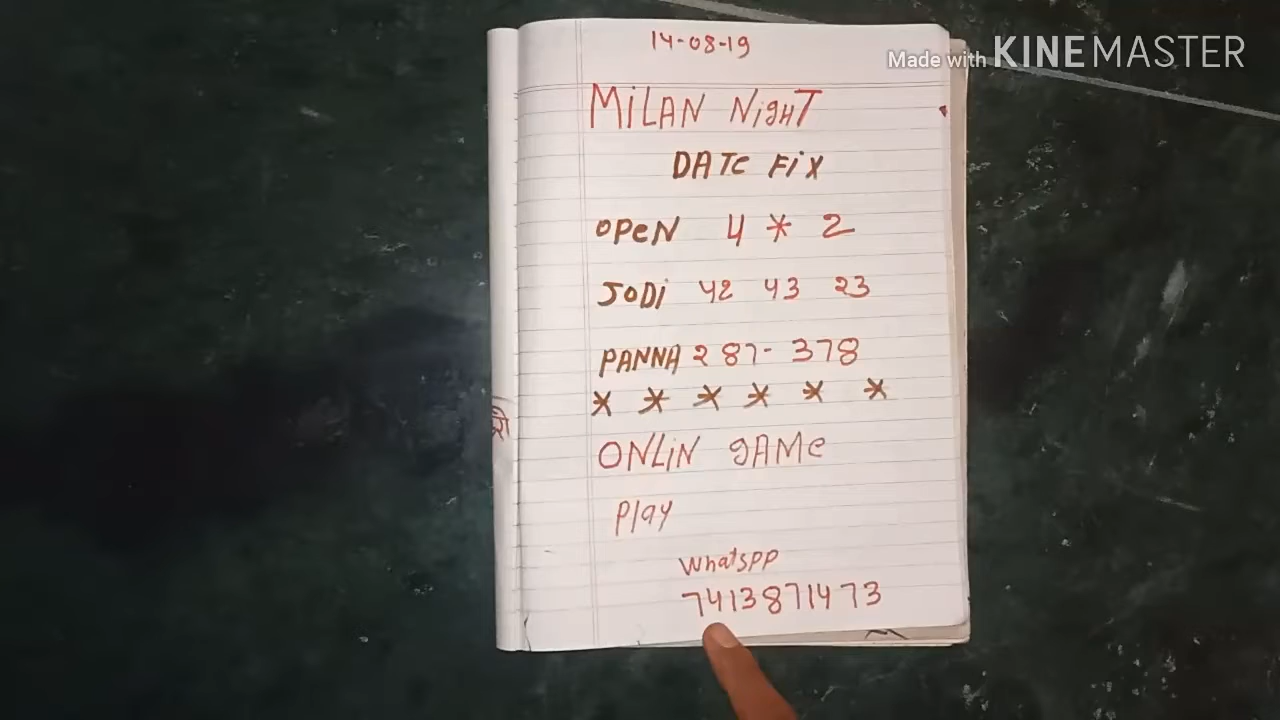 14-08-19
Made with KINEMASTER
MiLAN NigHT
DATE FiX
OPEN 4 * 2
JODi 42 43 23
PANNA 287- 378
* * * * * *
ONLiN gAMe
Play
Whatspp
7413871473